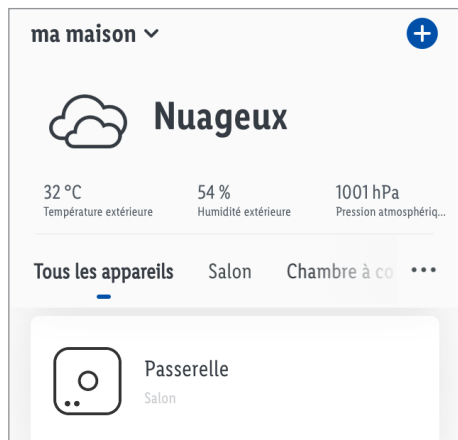 ma maison
Nuageux
32 °C 54 % 1001 hPa
Température extérieure Humidité extérieure Pression atmosphériq...
Tous les appareils Salon Chambre à co
Passerelle
Salon